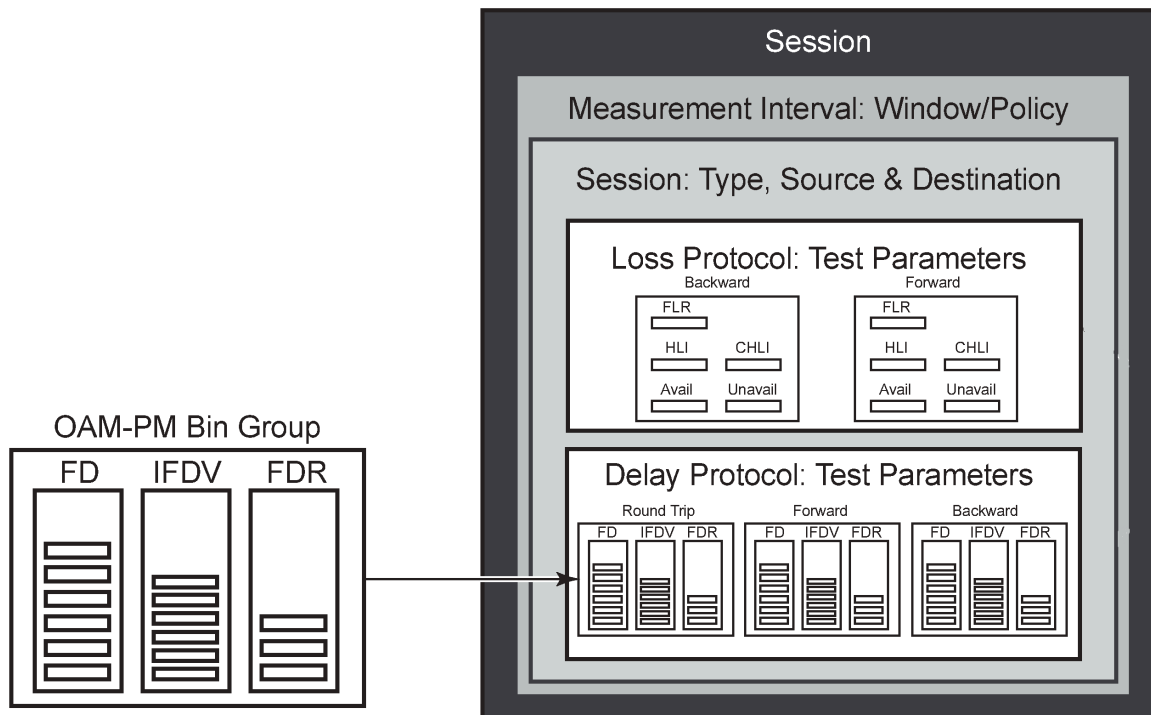 Session
Measurement Interval: Window/Policy
Session: Type, Source & Destination
Loss Protocol: Test Parameters
Backward
Forward
FLR
FLR
HLI
CHLI
HLI
CHLI
Avail
Unavail
Avail
Unavail
OAM-PM Bin Group
FD
IFDV
FDR
Delay Protocol: Test Parameters
Round Trip
Forward
Backward
FD
IFDV
FDR
FD
IFDV
FDR
FD
IFDV
FDR